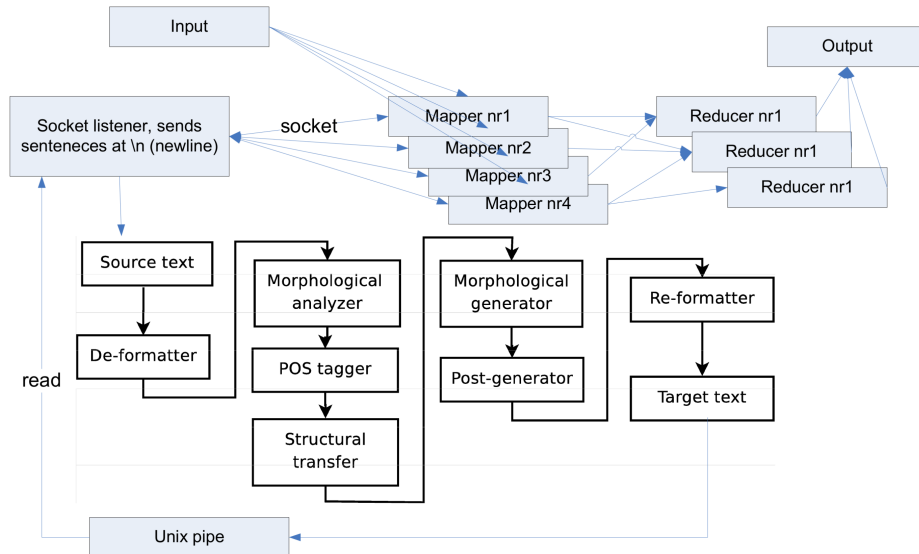 Input
Output
Socket listener, sends
senteneces at \n (newline)
socket
Mapper nr1
Mapper nr2
Mapper nr3
Mapper nr4
Reducer nr1
Reducer nr1
Reducer nr1
Source text
De-formatter
Morphological
analyzer
POS tagger
Structural
transfer
Morphological
generator
Post-generator
Re-formatter
Target text
read
Unix pipe